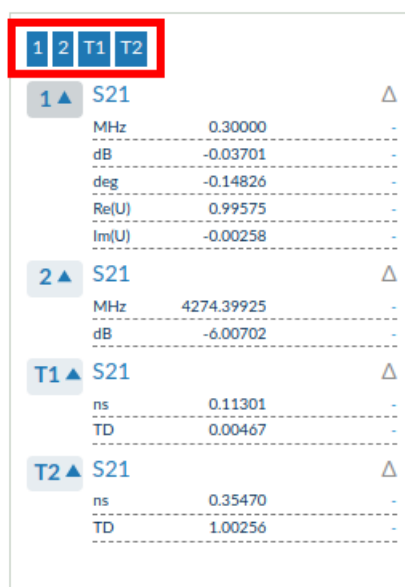 1 2 T1 T2
1 ▲ S21 Δ
MHz 0.30000 -
dB -0.03701 -
deg -0.14826 -
Re(U) 0.99575 -
Im(U) -0.00258 -
2 ▲ S21 Δ
MHz 4274.39925 -
dB -6.00702 -
T1 ▲ S21 Δ
ns 0.11301 -
TD 0.00467 -
T2 ▲ S21 Δ
ns 0.35470 -
TD 1.00256 -